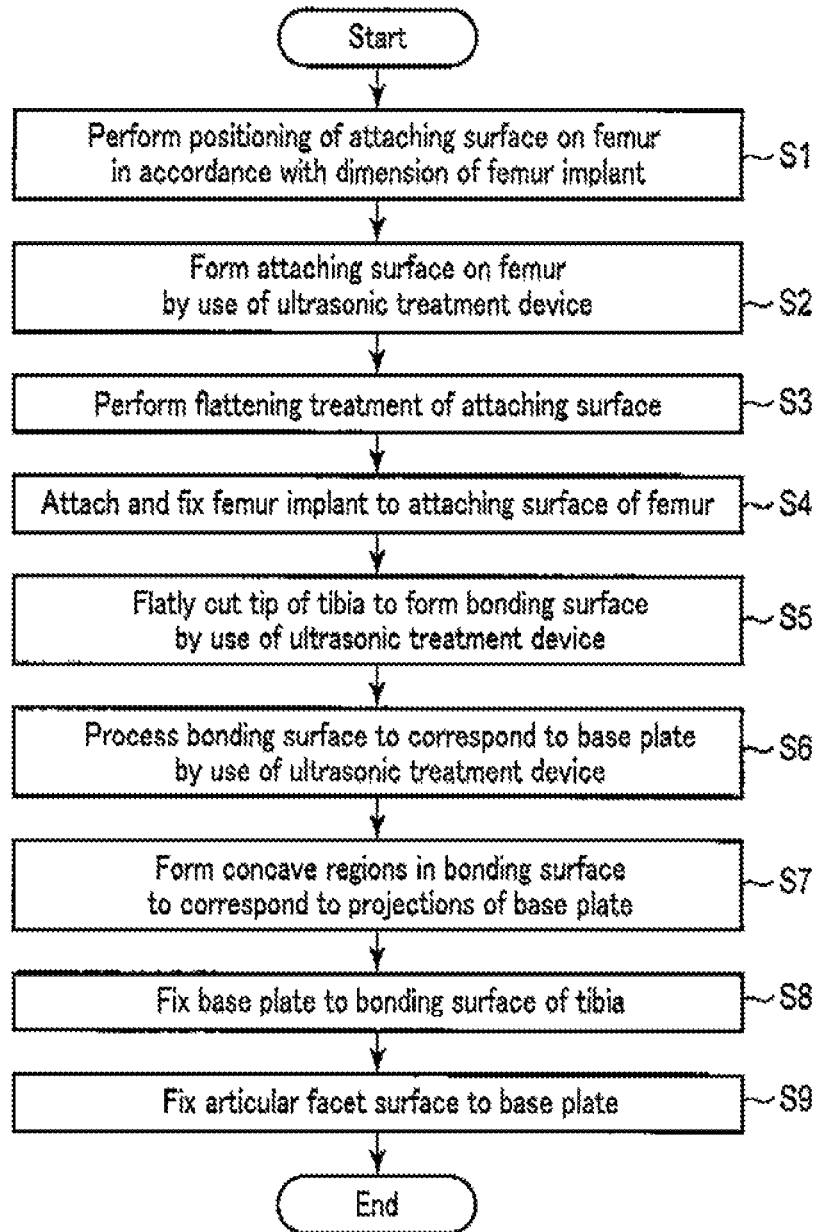 Start
Perform positioning of attaching surface on femur
in accordance with dimension of femur implant
S1
Form attaching surface on femur
by use of ultrasonic treatment device
S2
Perform flattening treatment of attaching surface
S3
Attach and fix femur implant to attaching surface of femur
S4
Flatly cut tip of tibia to form bonding surface
by use of ultrasonic treatment device
S5
Process bonding surface to correspond to base plate
by use of ultrasonic treatment device
S6
Form concave regions in bonding surface
to correspond to projections of base plate
S7
Fix base plate to bonding surface of tibia
S8
Fix articular facet surface to base plate
S9
End